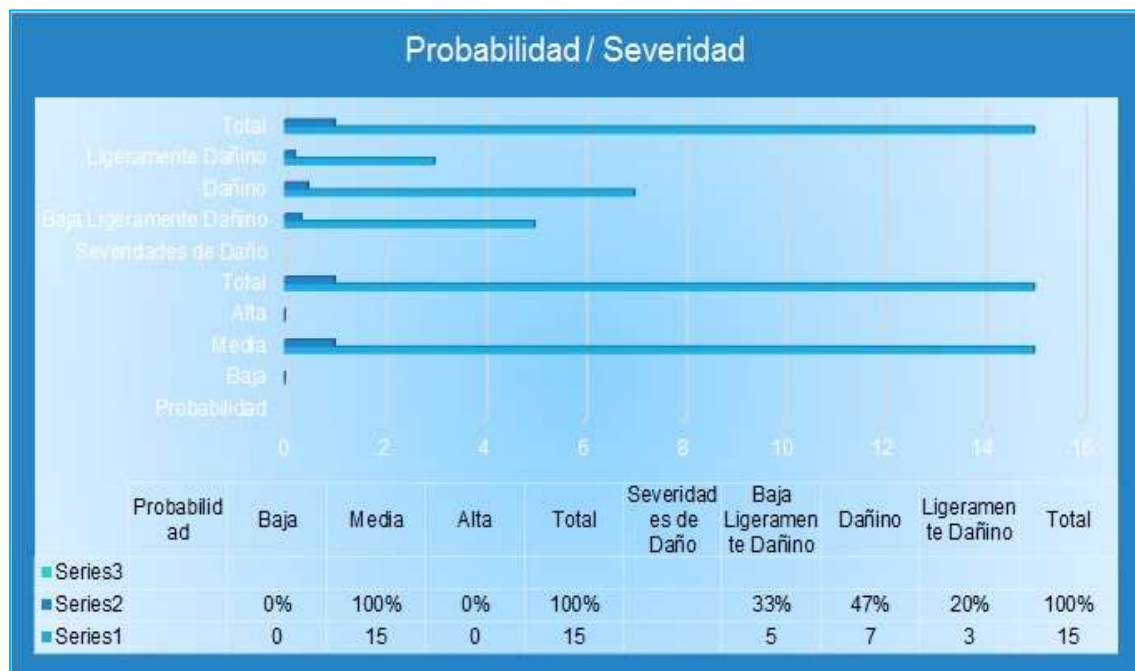 Probabilidad / Severidad
Total
Ligeramente Dañino
Dañino
Baja Ligeramente Dañino
Severidades de Daño
Total
Alta
Media
Baja
Probabilidad
0 2 4 6 8 10 12 14 16
Probabilid
ad
Baja
Media
Alta
Total
Severidad
es de
Daño
Baja
Ligeramen
te Dañino
Dañino
Ligeramen
te Dañino
Total
Series3
Series2 0% 100% 0% 100% 33% 47% 20% 100%
Series1 0 15 0 15 5 7 3 15